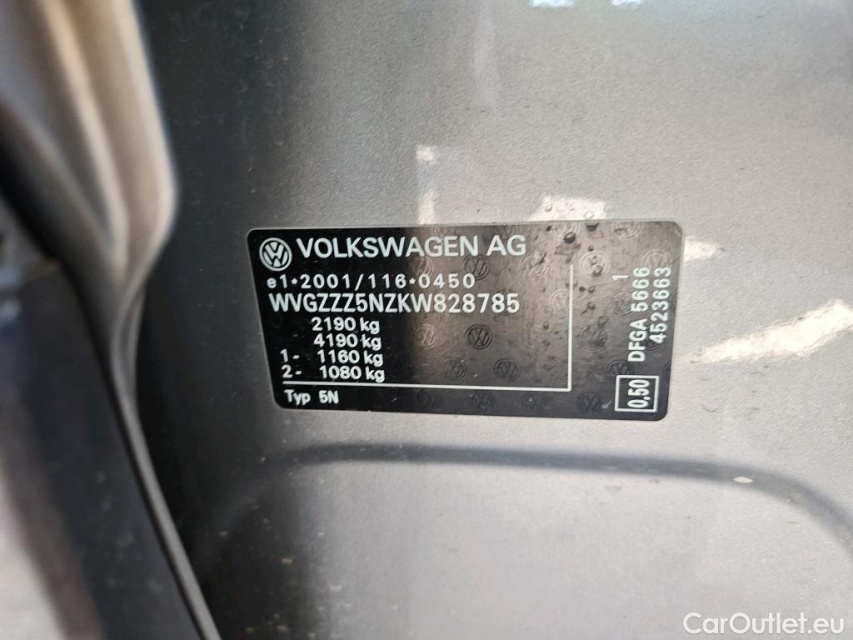 VOLKSWAGEN AG
e1*2001/116*0450
WVGZZZ5NZKW828785
2190 kg
4190 kg
1- 1160 kg
2- 1080 kg
Typ 5N
0.50
DFGA 5666 1
4523663
CarOutlet.eu